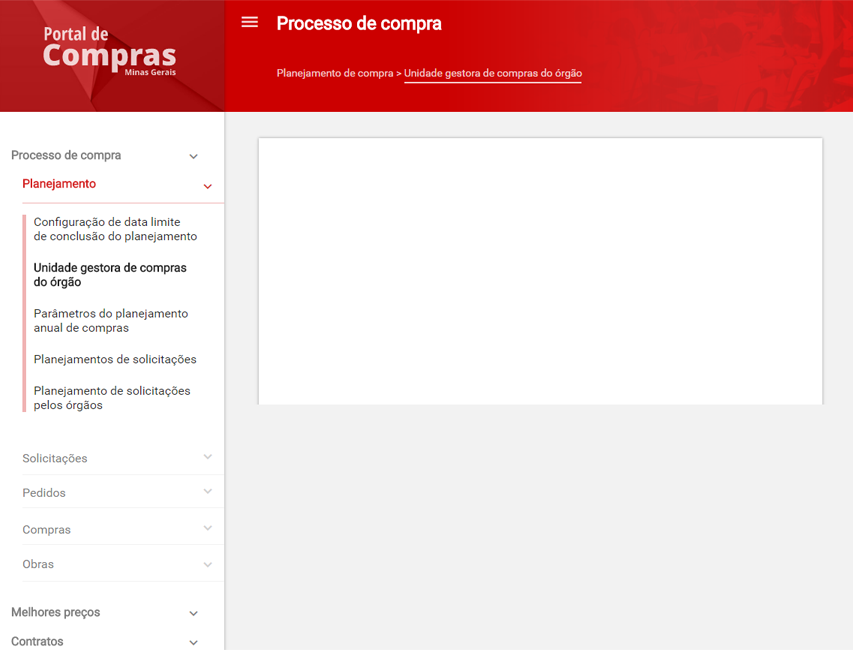 Portal de
Compras
Minas Gerais
Processo de compra
Planejamento de compra > Unidade gestora de compras do órgão
Processo de compra
Planejamento
Configuração de data limite
de conclusão do planejamento
Unidade gestora de compras
do órgão
Parâmetros do planejamento
anual de compras
Planejamentos de solicitações
Planejamento de solicitações
pelos órgãos
Solicitações
Pedidos
Compras
Obras
Melhores preços
Contratos